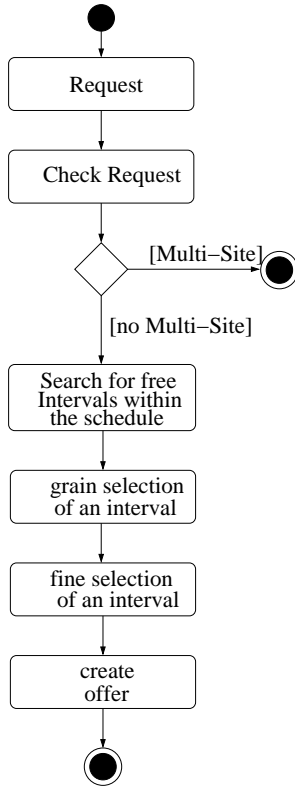 Request
Check Request
[Multi−Site]
[no Multi−Site]
Search for free
Intervals within
the schedule
grain selection
of an interval
fine selection
of an interval
create
offer